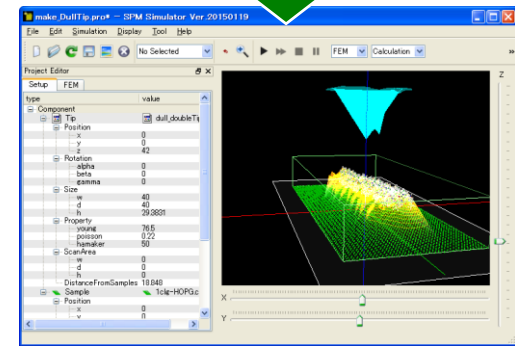 make_DullTip.pro* − SPM Simulator Ver.20150119
File Edit Simulation Display Tool Help
No Selected
FEM
Calculation
»
Project Editor
Setup FEM
type value
Component
Tip dull_doubleTi
Position
x 0
y 0
z 42
Rotation
alpha 0
beta 0
gamma 0
Size
w 40
d 40
h 29.3831
Property
young 76.5
poisson 0.22
hamaker 50
ScanArea
w 0
d 0
h 0
DistanceFromSamples 18.848
Sample 1clg-HOPG.c
Position
x 0
y 0
Z
X
Y